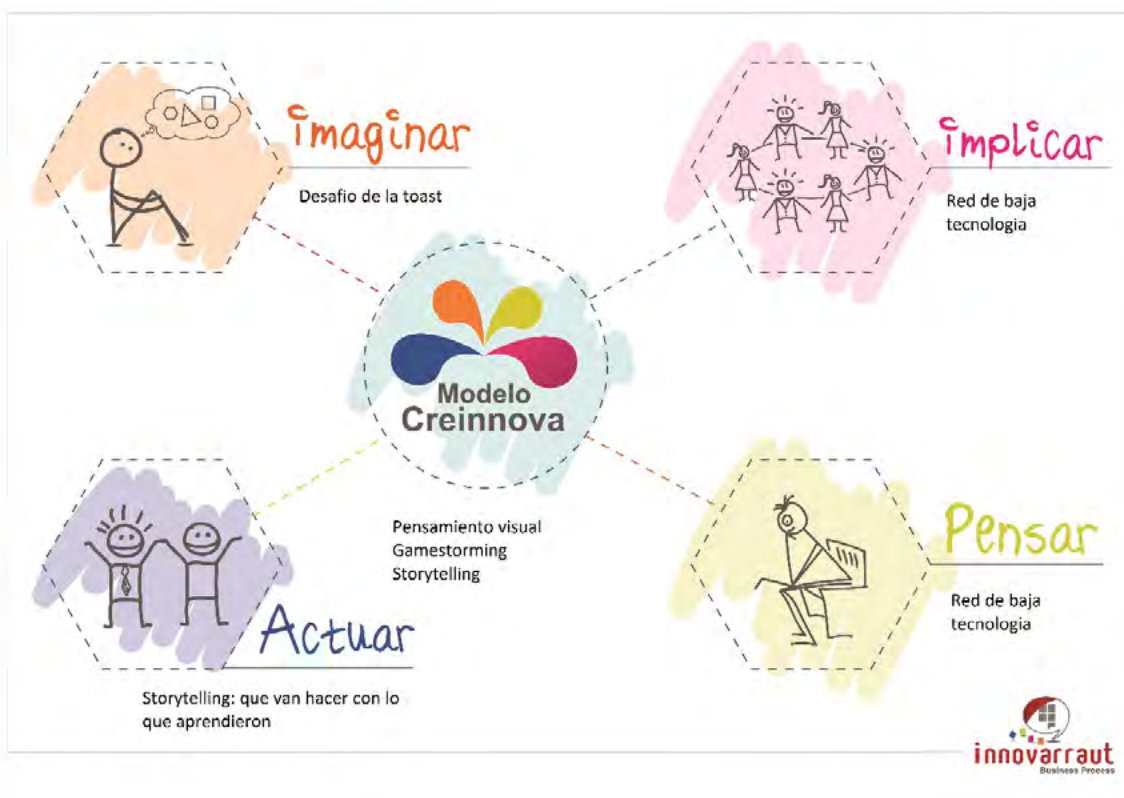 imaginar
Desafio de la toast
implicar
Red de baja
tecnologia
Modelo
Creinnova
Pensamiento visual
Gamestorming
Storytelling
Actuar
Storytelling: que van hacer con lo
que aprendieron
Pensar
Red de baja
tecnologia
innovarraut
Business Process